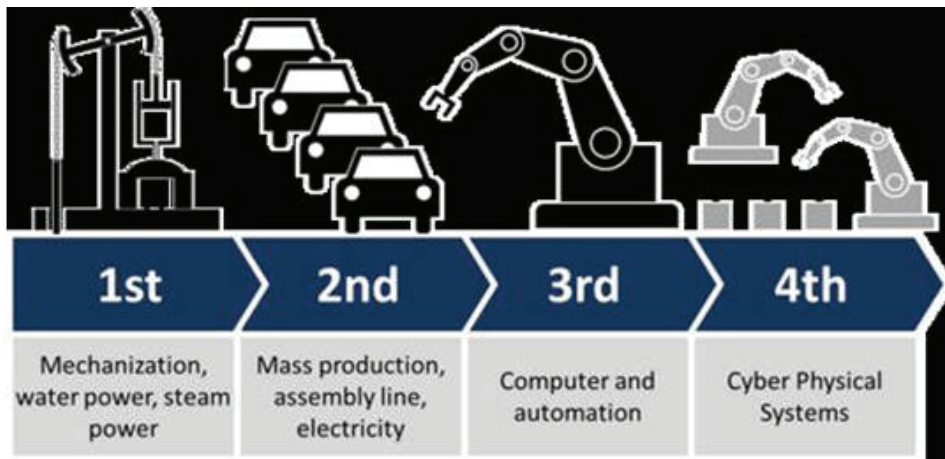 1st
2nd
3rd
4th
Mechanization,
water power, steam
power
Mass production,
assembly line,
electricity
Computer and
automation
Cyber Physical
Systems